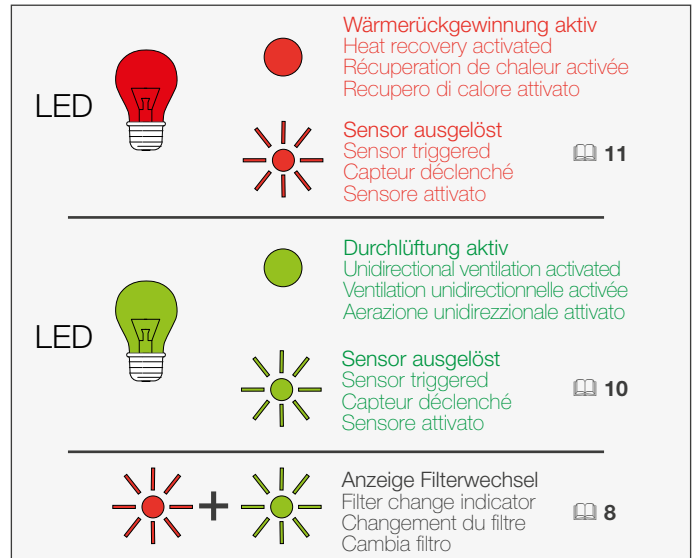 Wärmerückgewinnung aktiv
Heat recovery activated
Récuperation de chaleur activée
Recupero di calore attivato
LED
Sensor ausgelöst
Sensor triggered
Capteur déclenché
Sensore attivato
11
Durchlüftung aktiv
Unidirectional ventilation activated
Ventilation unidirectionnelle activée
Aerazione unidirezzionale attivato
LED
Sensor ausgelöst
Sensor triggered
Capteur déclenché
Sensore attivato
10
+
Anzeige Filterwechsel
Filter change indicator
Changement du filtre
Cambia filtro
8